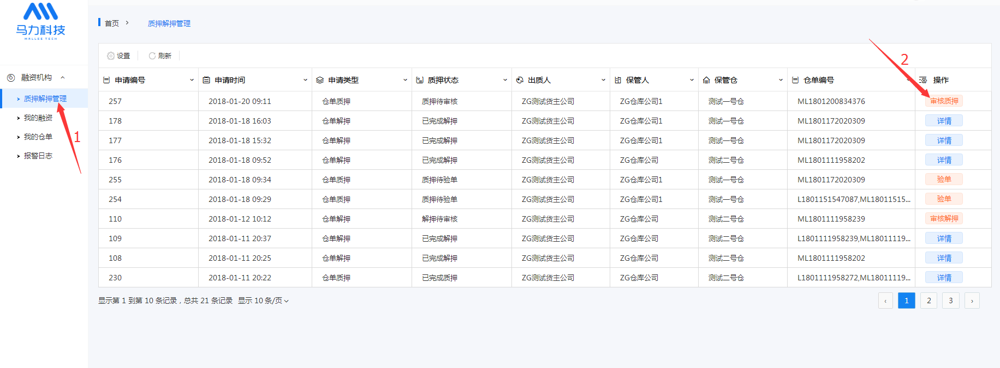 马力科技
MALLEE TECH
首页 > 质押解押管理
设置 刷新
融资机构
质押解押管理
我的融资
我的仓单
报警日志
1
2
申请编号 申请时间 申请类型 质押状态 出质人 保管人 保管仓 仓单编号 操作
257 2018-01-20 09:11 仓单质押 质押待审核 ZG测试货主公司 ZG仓库公司1 测试一号仓 ML1801200834376 审核质押
178 2018-01-18 16:03 仓单解押 已完成解押 ZG测试货主公司 ZG仓库公司1 测试一号仓 ML1801172020309 详情
177 2018-01-18 15:32 仓单解押 已完成解押 ZG测试货主公司 ZG仓库公司1 测试一号仓 ML1801172020309 详情
176 2018-01-18 09:52 仓单解押 已完成解押 ZG测试货主公司 ZG仓库公司 测试二号仓 ML1801111958202 详情
255 2018-01-18 09:34 仓单质押 质押待验单 ZG测试货主公司 ZG仓库公司1 测试一号仓 ML1801172020309 验单
254 2018-01-18 09:29 仓单质押 质押待验单 ZG测试货主公司 ZG仓库公司1 测试一号仓 L1801151547087,ML18011515... 验单
110 2018-01-12 10:12 仓单解押 解押待审核 ZG测试货主公司 ZG仓库公司 测试二号仓 ML1801111958239 审核解押
109 2018-01-11 20:37 仓单解押 已完成解押 ZG测试货主公司 ZG仓库公司 测试二号仓 L1801111958239,ML18011119... 详情
108 2018-01-11 20:25 仓单解押 已完成解押 ZG测试货主公司 ZG仓库公司 测试二号仓 ML1801111958202 详情
230 2018-01-11 20:22 仓单质押 已完成质押 ZG测试货主公司 ZG仓库公司 测试二号仓 L1801111958272,ML18011119... 详情
显示第 1 到第 10 条记录，总共 21 条记录 显示 10 条/页
‹ 1 2 3 ›